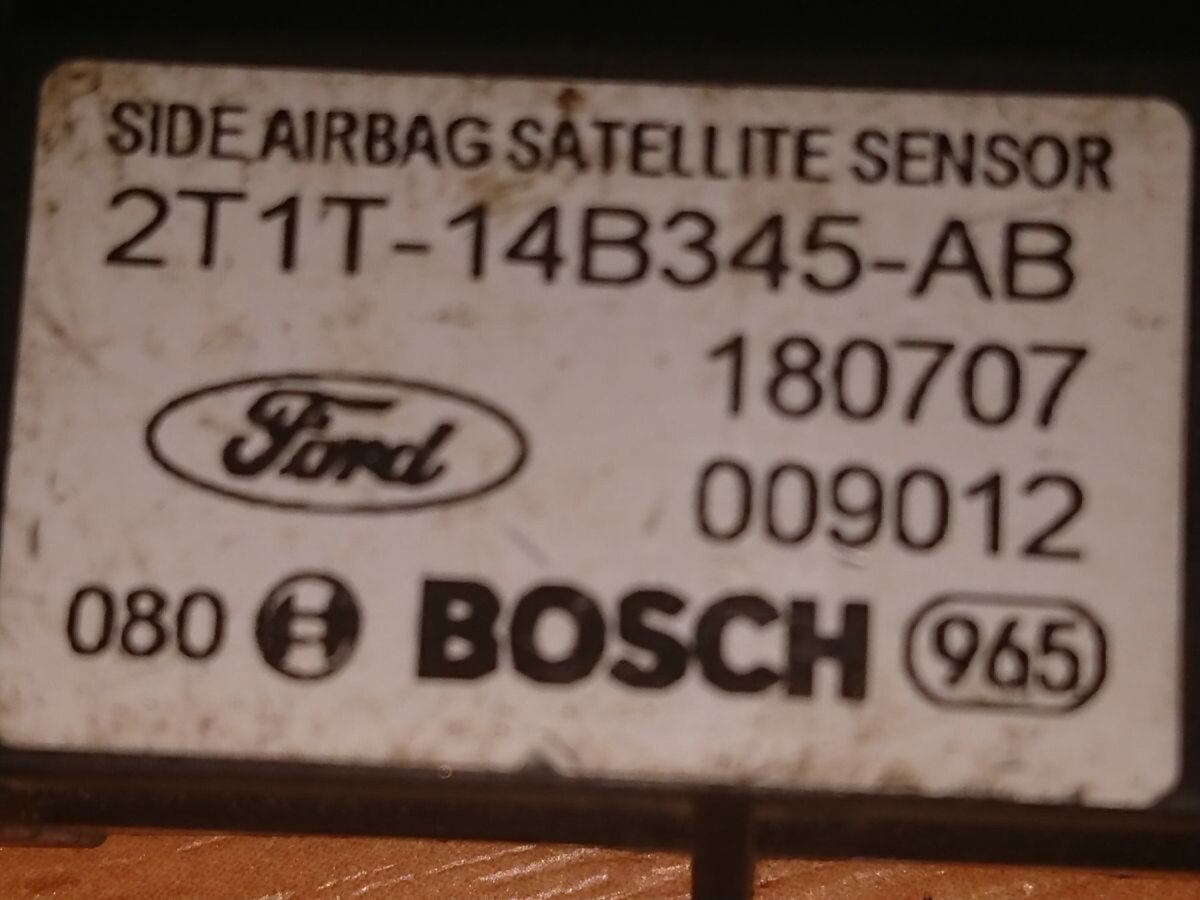 SIDE AIRBAG SATELLITE SENSOR
2T1T-14B345-AB
180707
Ford
009012
080 BOSCH 965